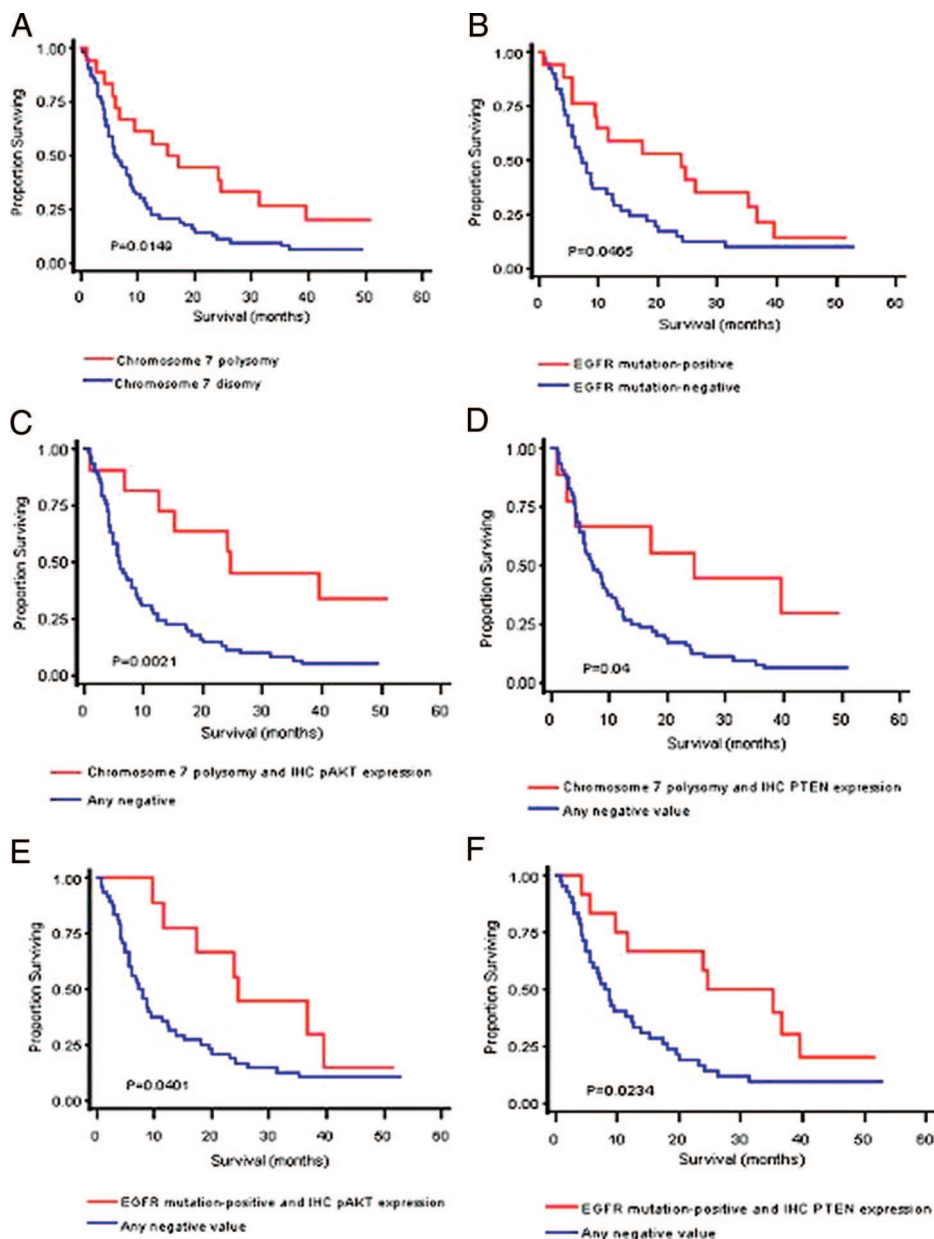 A
Proportion Surviving
1.00
0.75
0.50
0.25
0.00
P=0.0149
0 10 20 30 40 50 60
Survival (months)
Chromosome 7 polysomy
Chromosome 7 disomy
B
Proportion Surviving
1.00
0.75
0.50
0.25
0.00
P=0.0465
0 10 20 30 40 50 60
Survival (months)
EGFR mutation-positive
EGFR mutation-negative
C
Proportion Surviving
1.00
0.75
0.50
0.25
0.00
P=0.0021
0 10 20 30 40 50 60
Survival (months)
Chromosome 7 polysomy and IHC pAKT expression
Any negative
D
Proportion Surviving
1.00
0.75
0.50
0.25
0.00
P=0.04
0 10 20 30 40 50 60
Survival (months)
Chromosome 7 polysomy and IHC PTEN expression
Any negative value
E
Proportion Surviving
1.00
0.75
0.50
0.25
0.00
P=0.0401
0 10 20 30 40 50 60
Survival (months)
EGFR mutation-positive and IHC pAKT expression
Any negative value
F
Proportion Surviving
1.00
0.75
0.50
0.25
0.00
P=0.0234
0 10 20 30 40 50 60
Survival (months)
EGFR mutation-positive and IHC PTEN expression
Any negative value